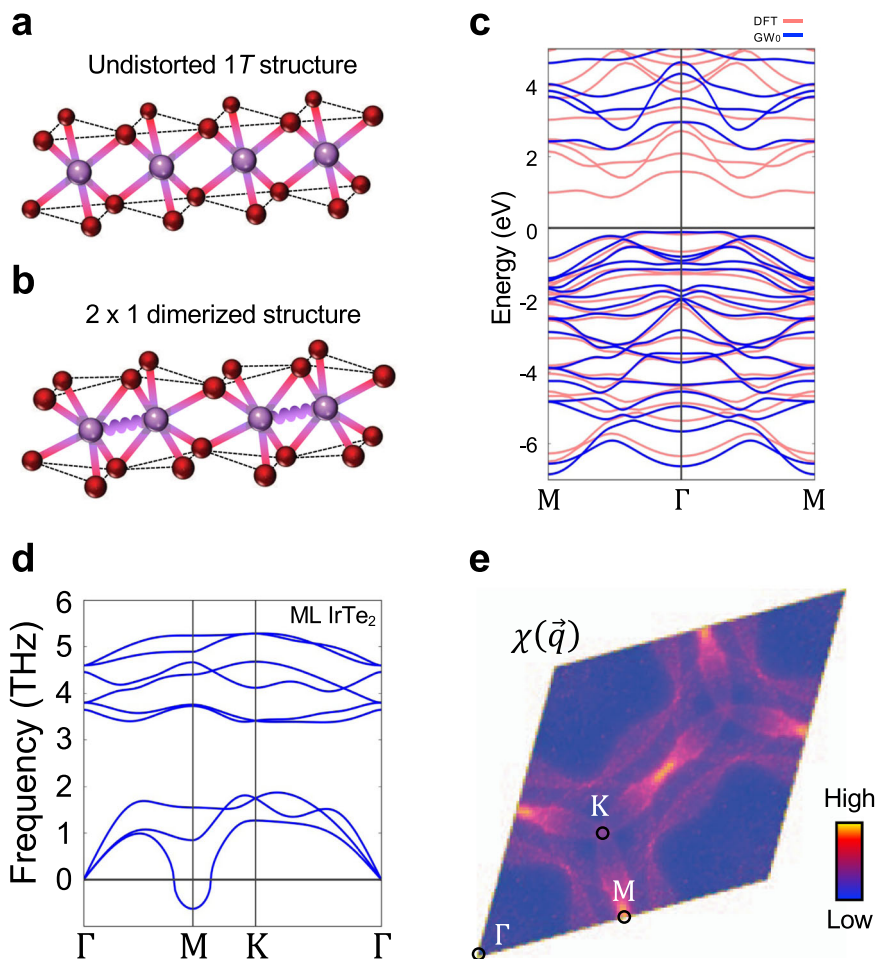 a
Undistorted 1T structure
b
2 x 1 dimerized structure
c
DFT
GW₀
Energy (eV)
4
2
0
-2
-4
-6
M Γ M
d
ML IrTe₂
Frequency (THz)
6
5
4
3
2
1
0
Γ M K Γ
e
χ(q⃗)
K
M
Γ
High
Low